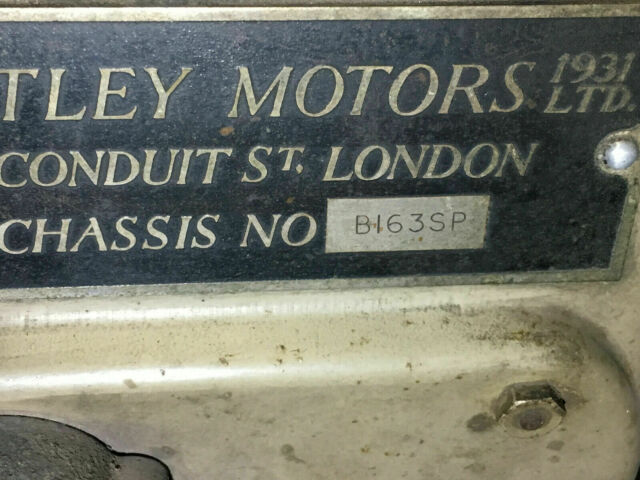 TLEY MOTORS 1931 LTD.
CONDUIT ST, LONDON
CHASSIS NO B163SP